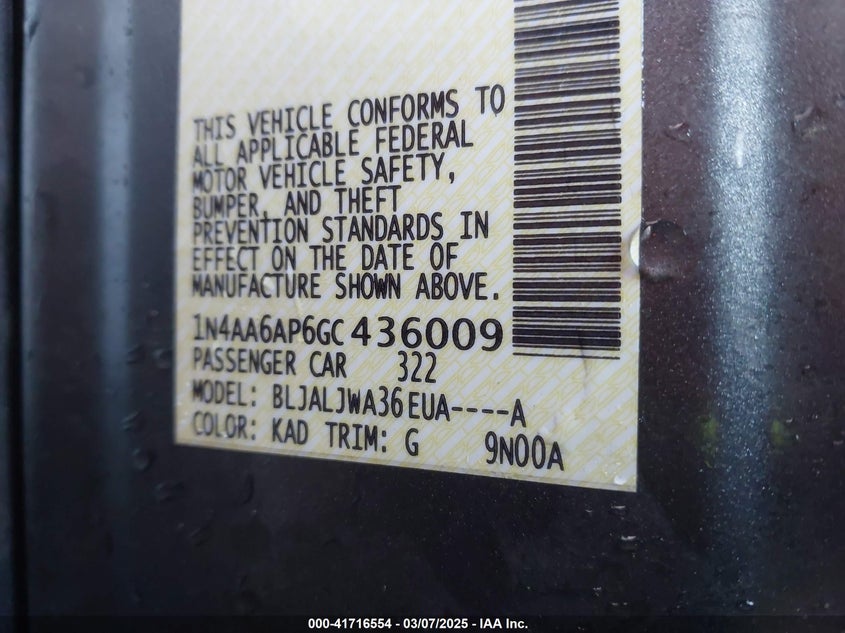 THIS VEHICLE CONFORMS TO
ALL APPLICABLE FEDERAL
MOTOR VEHICLE SAFETY,
BUMPER, AND THEFT
PREVENTION STANDARDS IN
EFFECT ON THE DATE OF
MANUFACTURE SHOWN ABOVE.
1N4AA6AP6GC436009
PASSENGER CAR 322
MODEL: BLJALJWA36EUA----A
COLOR: KAD TRIM: G 9N00A
000-41716554 — 03/07/2025 — IAA Inc.